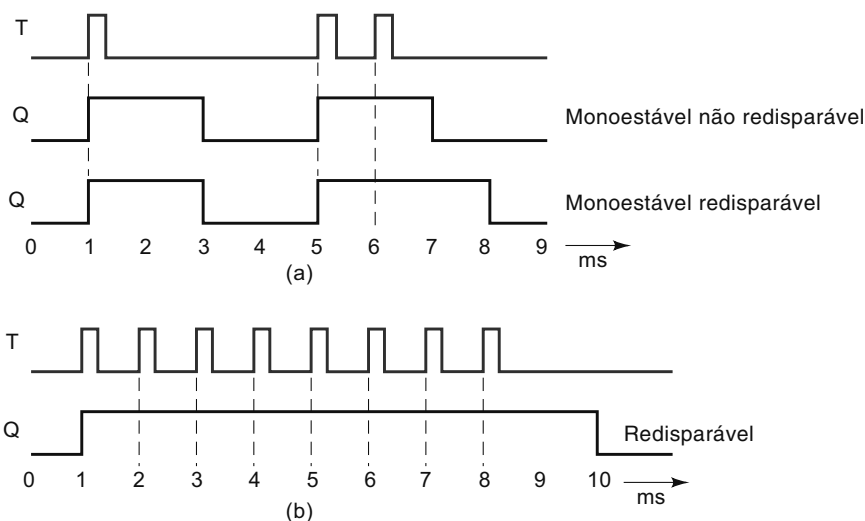 T
Q
Monoestável não redisparável
Q
Monoestável redisparável
0 1 2 3 4 5 6 7 8 9
ms
(a)
T
Q
Redisparável
0 1 2 3 4 5 6 7 8 9 10
ms
(b)